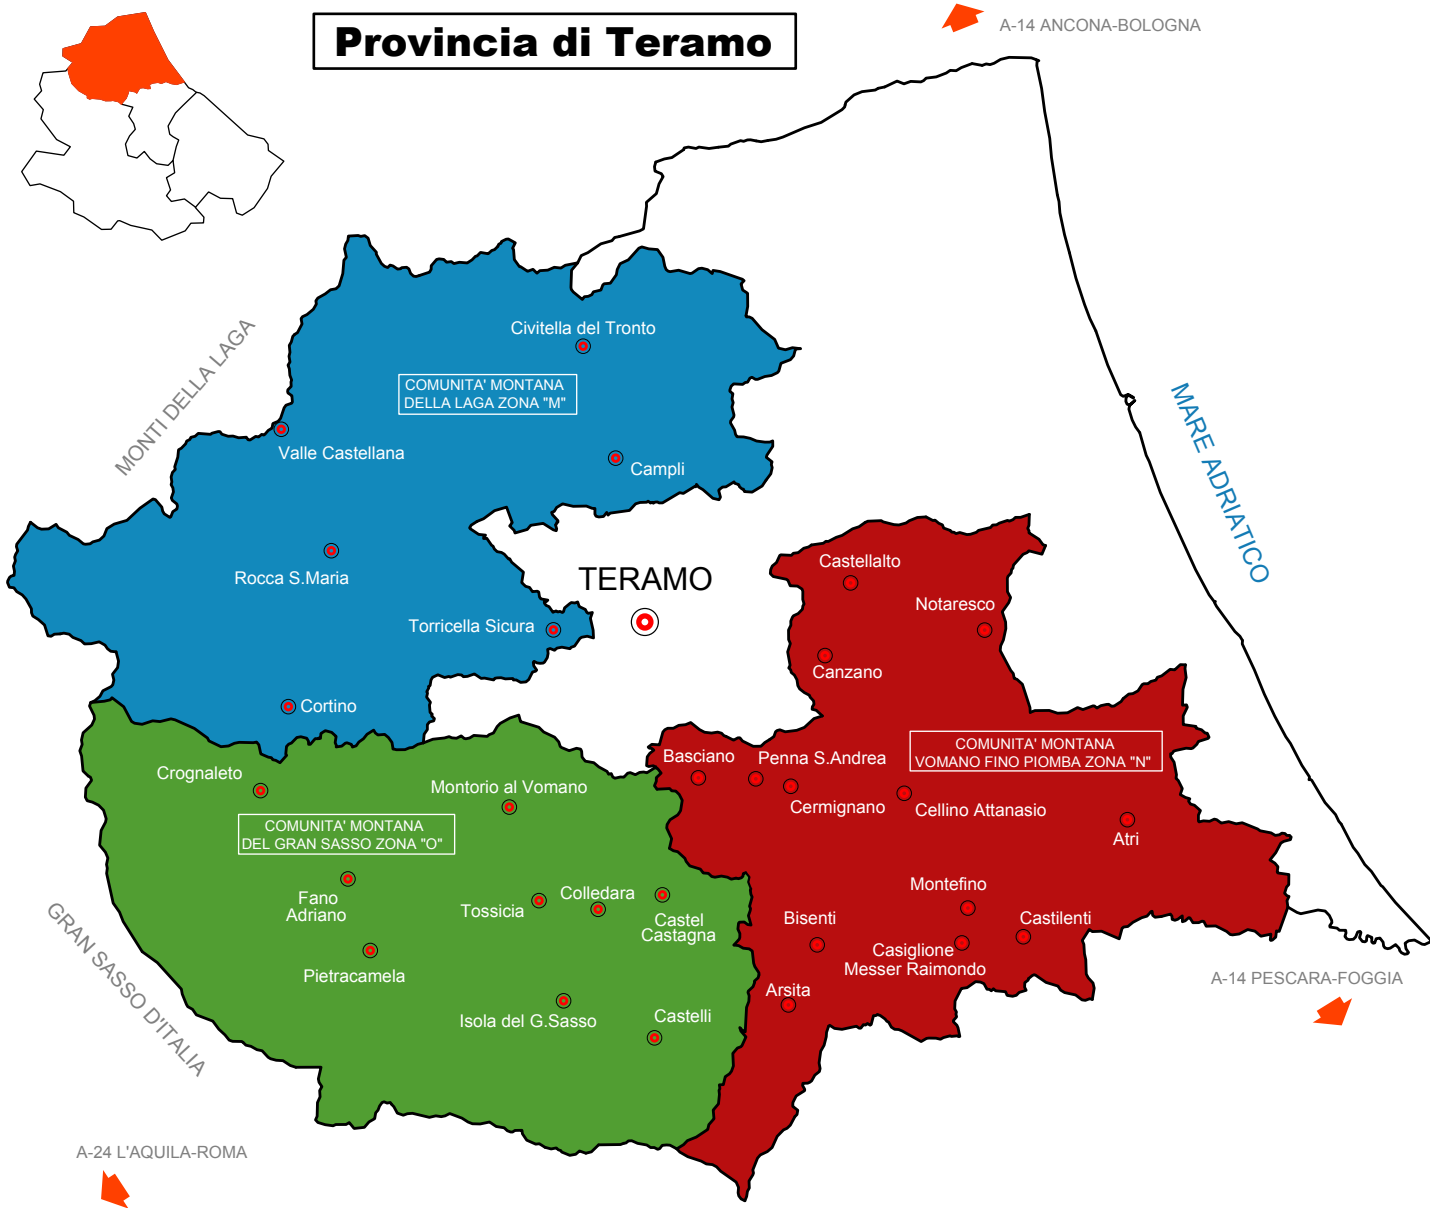 Provincia di Teramo
A-14 ANCONA-BOLOGNA
MONTI DELLA LAGA
Civitella del Tronto
COMUNITA' MONTANA
DELLA LAGA ZONA "M"
Valle Castellana
Campli
MARE ADRIATICO
Rocca S.Maria
TERAMO
Torricella Sicura
Cortino
Castellalto
Notaresco
Canzano
COMUNITA' MONTANA
VOMANO FINO PIOMBA ZONA "N"
Basciano
Penna S.Andrea
Cermignano
Cellino Attanasio
Atri
Crognaleto
Montorio al Vomano
COMUNITA' MONTANA
DEL GRAN SASSO ZONA "O"
Fano
Adriano
Tossicia
Colledara
Castel
Castagna
Pietracamela
Isola del G.Sasso
Castelli
Montefino
Bisenti
Castilenti
Casiglione
Messer Raimondo
Arsita
GRAN SASSO D'ITALIA
A-14 PESCARA-FOGGIA
A-24 L'AQUILA-ROMA